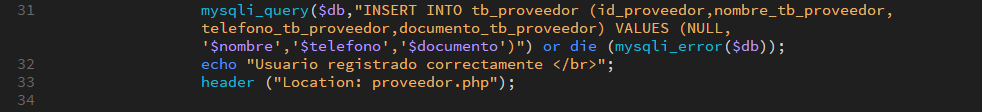 31 mysqli_query($db,"INSERT INTO tb_proveedor (id_proveedor,nombre_tb_proveedor,
telefono_tb_proveedor,documento_tb_proveedor) VALUES (NULL,
'$nombre','$telefono','$documento')") or die (mysqli_error($db));
32 echo "Usuario registrado correctamente </br>";
33 header ("Location: proveedor.php");
34